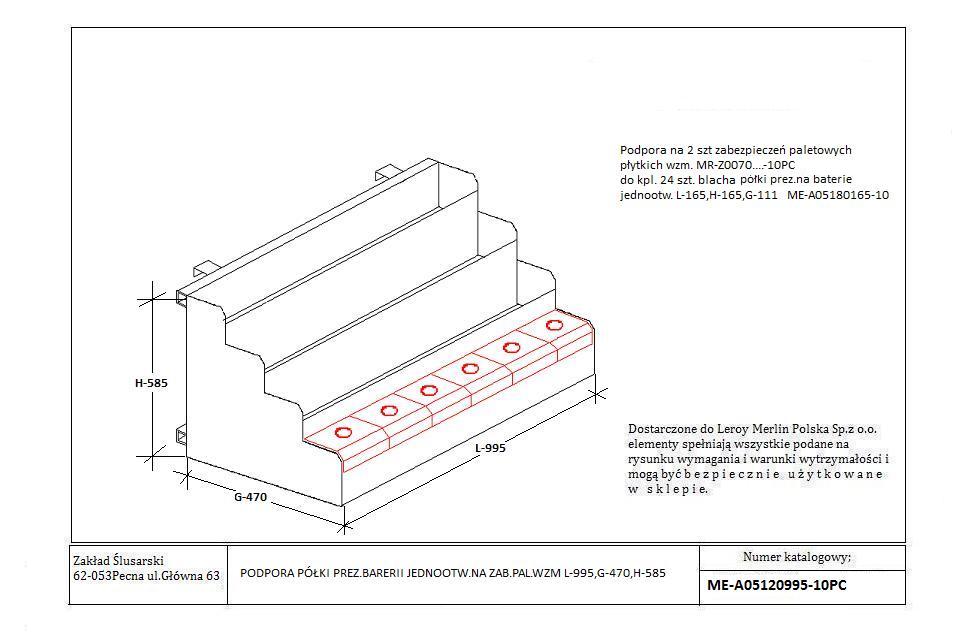 Podpora na 2 szt zabezpieczeń paletowych
płytkich wzm. MR-Z0070....-10PC
do kpl. 24 szt. blacha półki prez.na baterie
jednootw. L-165,H-165,G-111 ME-A05180165-10
H-585
L-995
G-470
Dostarczone do Leroy Merlin Polska Sp.z o.o.
elementy spełniają wszystkie podane na
rysunku wymagania i warunki wytrzymałości i
mogą być b e z p i e c z n i e u ż y t k o w a n e
w s k l e p i e.
Zakład Ślusarski
62-053Pecna ul.Główna 63
PODPORA PÓŁKI PREZ.BARERII JEDNOOTW.NA ZAB.PAL.WZM L-995,G-470,H-585
Numer katalogowy;
ME-A05120995-10PC